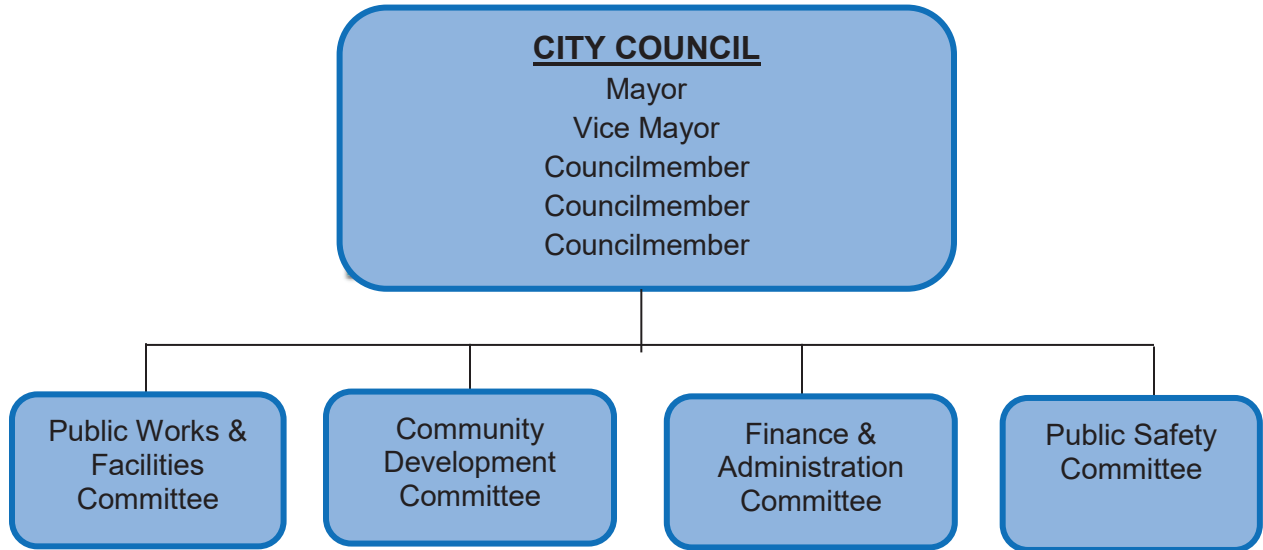 CITY COUNCIL
Mayor
Vice Mayor
Councilmember
Councilmember
Councilmember
Public Works &
Facilities
Committee
Community
Development
Committee
Finance &
Administration
Committee
Public Safety
Committee